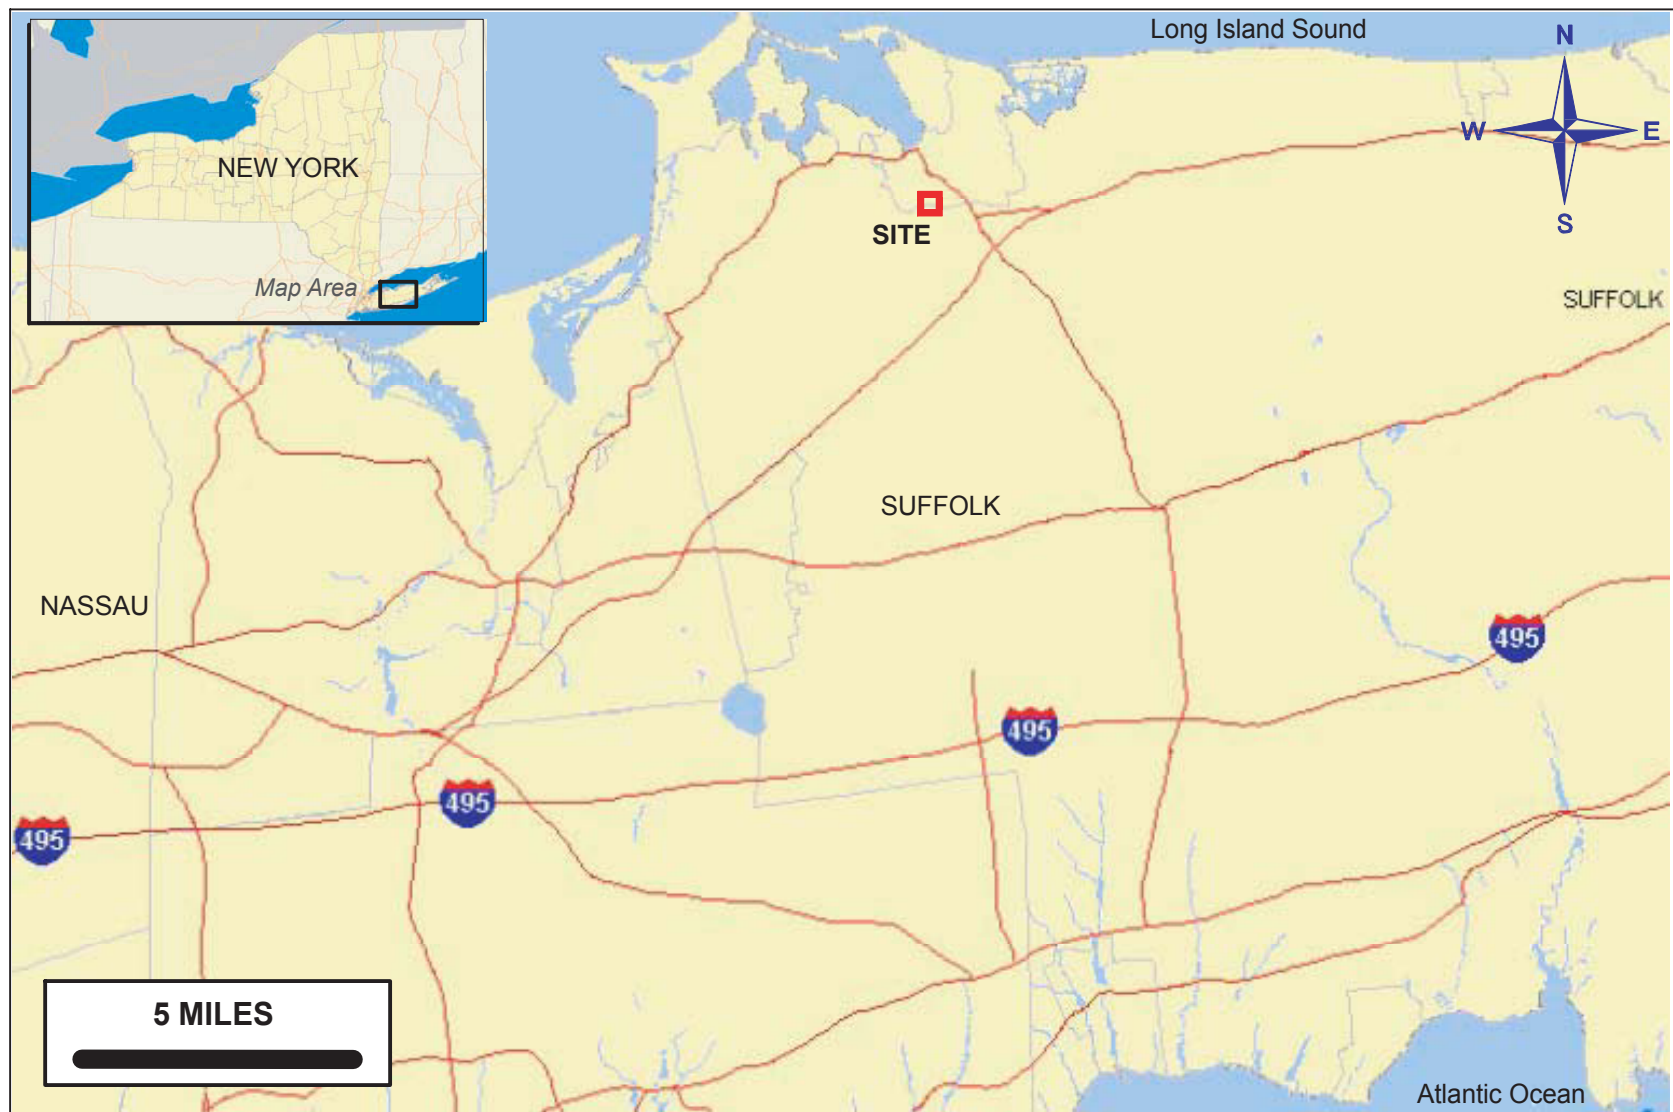 Long Island Sound
N
W E
S
NEW YORK
Map Area
SITE
SUFFOLK
SUFFOLK
NASSAU
495
495
495
495
5 MILES
Atlantic Ocean